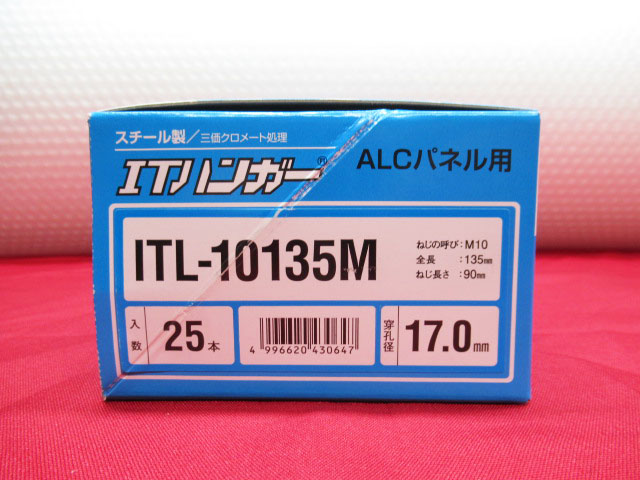 スチール製/三価クロメート処理
ITハンガー®
ALCパネル用
ITL-10135M
ねじの呼び:M10
全長:135mm
ねじ長さ:90mm
入数 25本
4 996620 430647
穿孔径 17.0mm